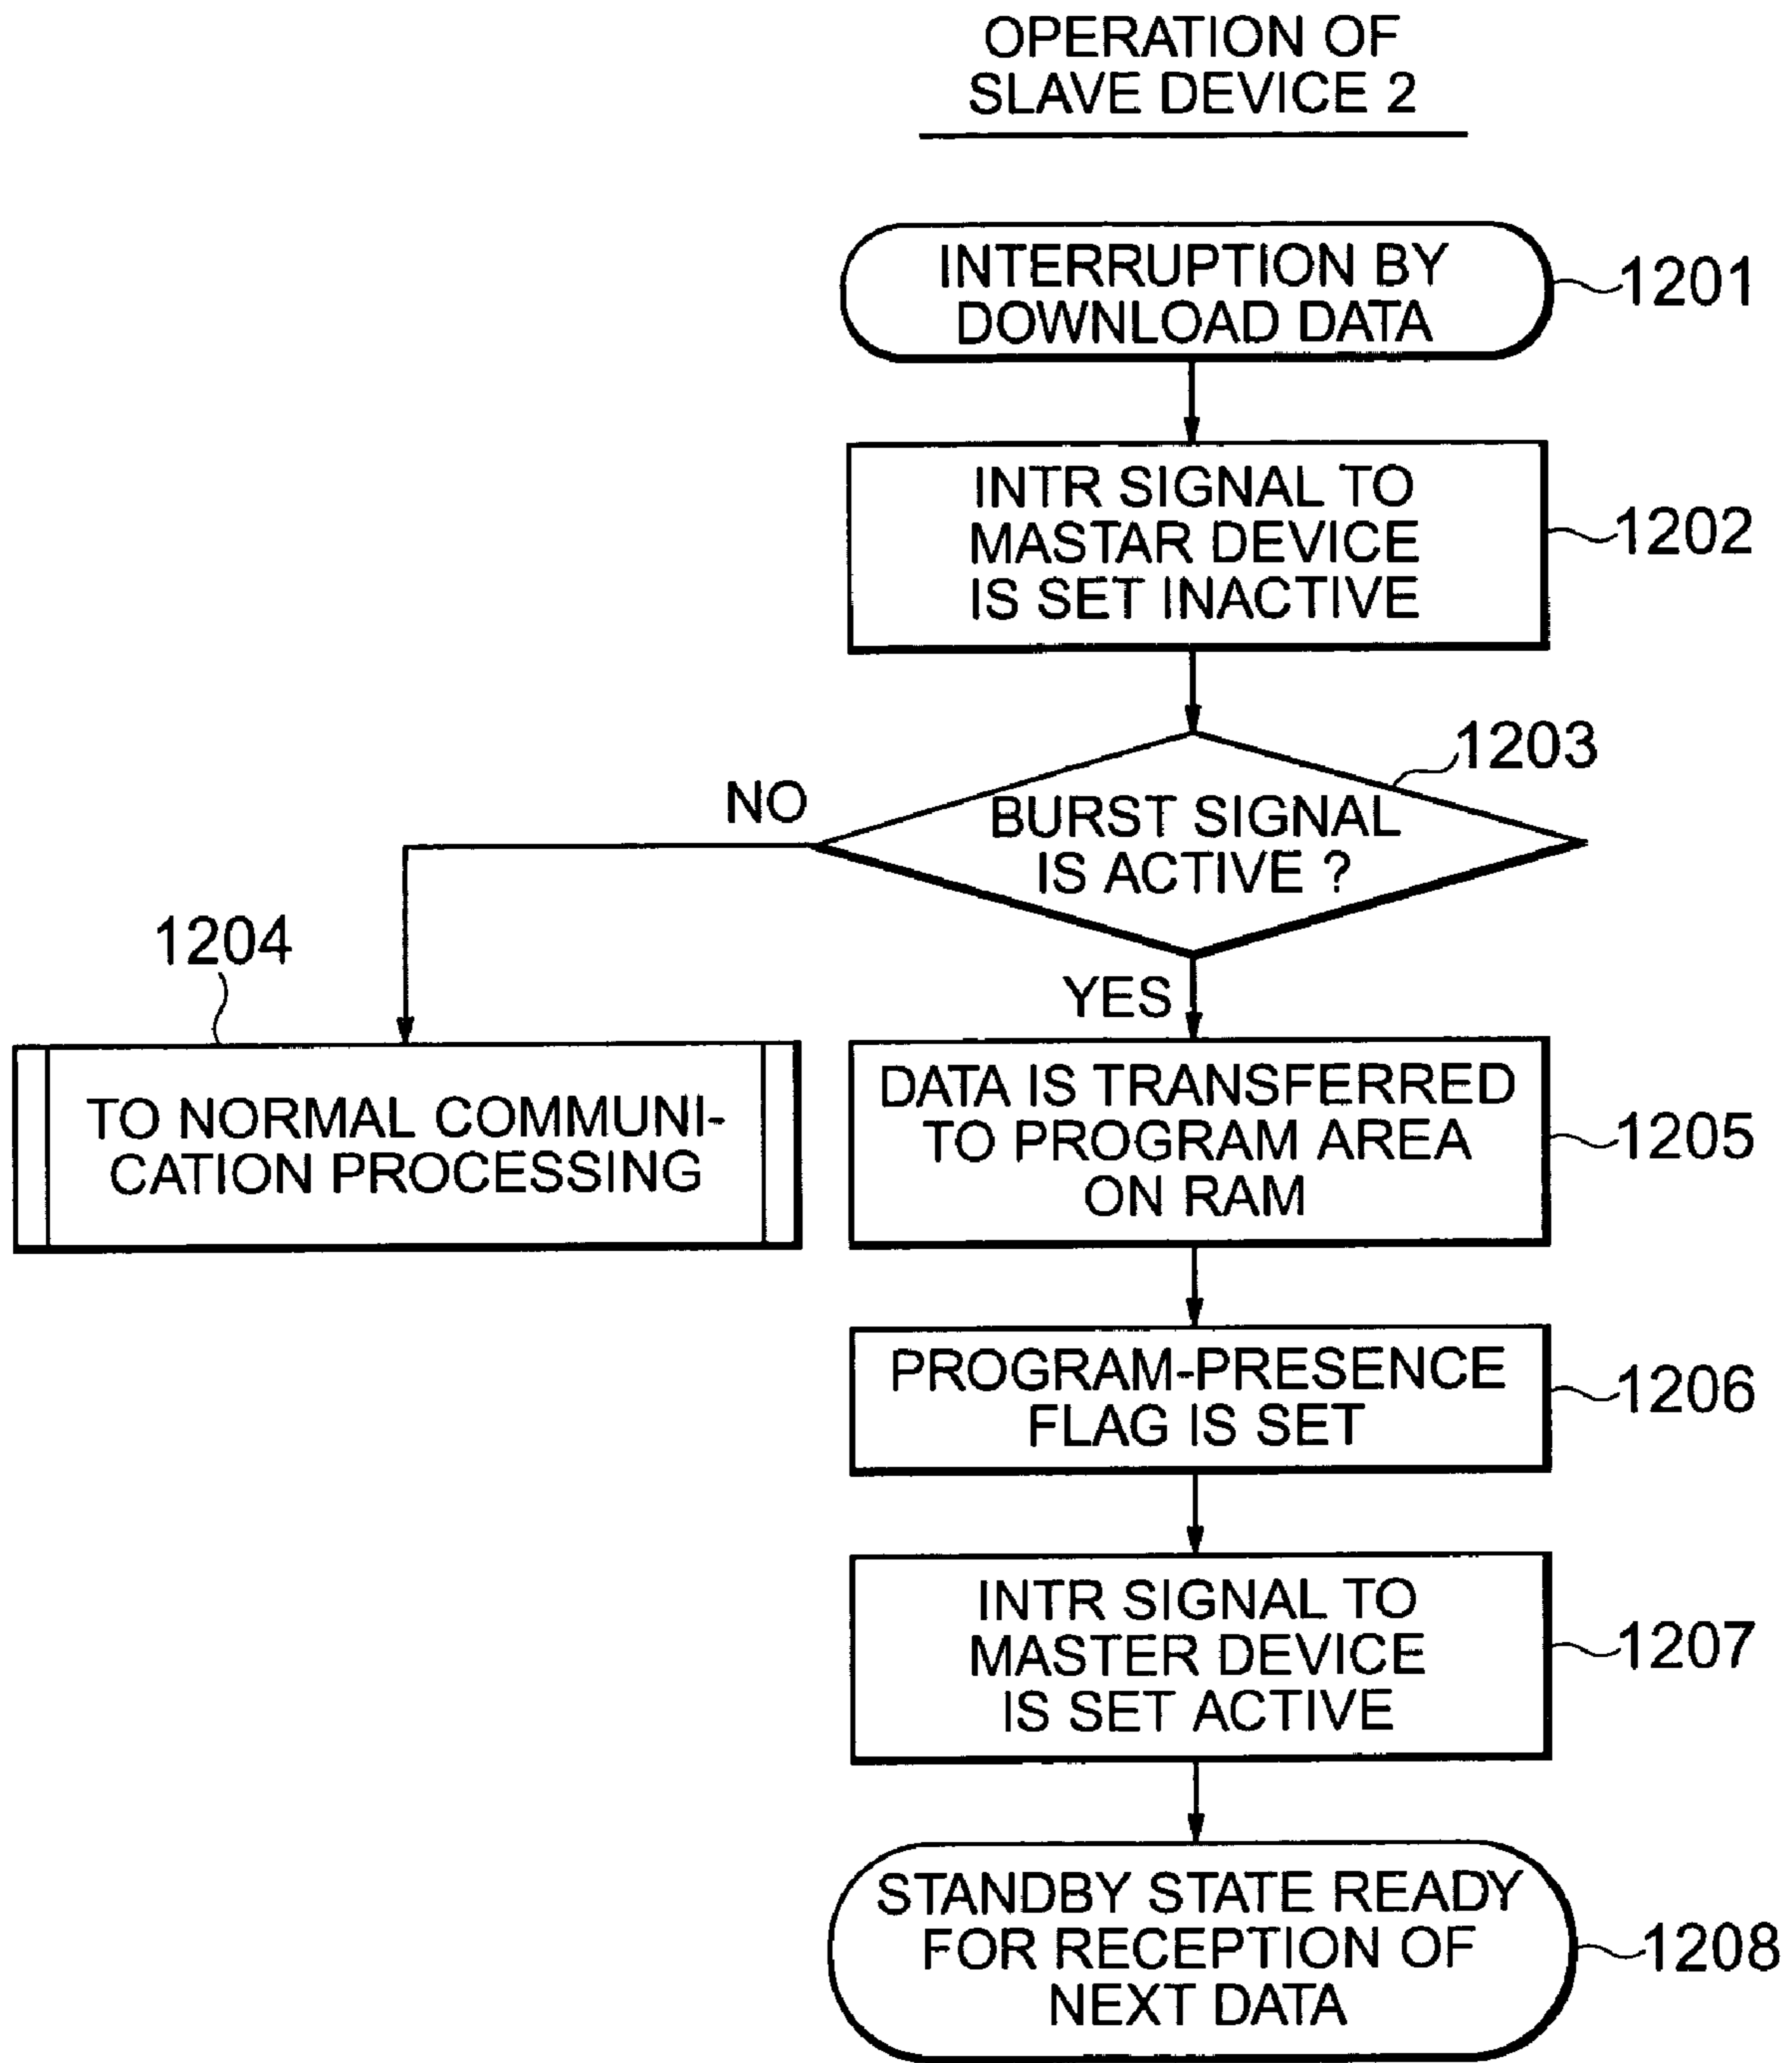 OPERATION OF
SLAVE DEVICE 2
INTERRUPTION BY
DOWNLOAD DATA
1201
INTR SIGNAL TO
MASTAR DEVICE
IS SET INACTIVE
1202
1203
NO
BURST SIGNAL
IS ACTIVE ?
1204
YES
TO NORMAL COMMUNI-
CATION PROCESSING
DATA IS TRANSFERRED
TO PROGRAM AREA
ON RAM
1205
PROGRAM-PRESENCE
FLAG IS SET
1206
INTR SIGNAL TO
MASTER DEVICE
IS SET ACTIVE
1207
STANDBY STATE READY
FOR RECEPTION OF
NEXT DATA
1208